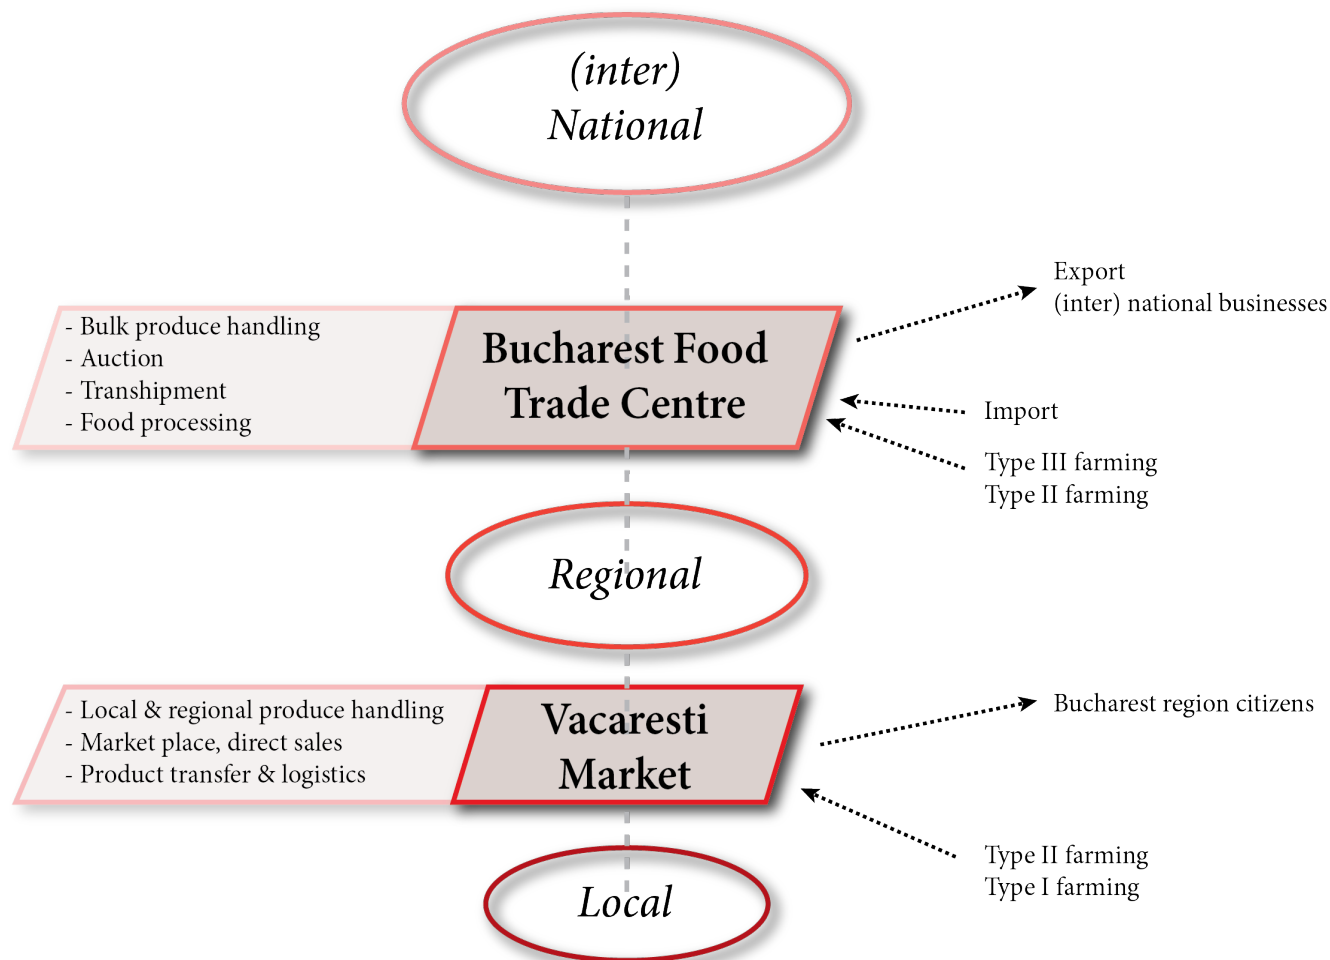 (inter)
National
Export
(inter) national businesses
- Bulk produce handling
- Auction
- Transhipment
- Food processing
Bucharest Food
Trade Centre
Import
Type III farming
Type II farming
Regional
- Local & regional produce handling
- Market place, direct sales
- Product transfer & logistics
Vacaresti
Market
Bucharest region citizens
Type II farming
Type I farming
Local